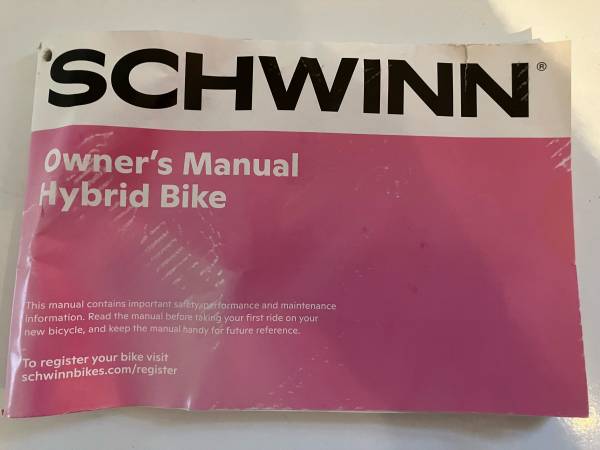 SCHWINN®
Owner's Manual
Hybrid Bike
This manual contains important safety, performance and maintenance
information. Read the manual before taking your first ride on your
new bicycle, and keep the manual handy for future reference.
To register your bike visit
schwinnbikes.com/register